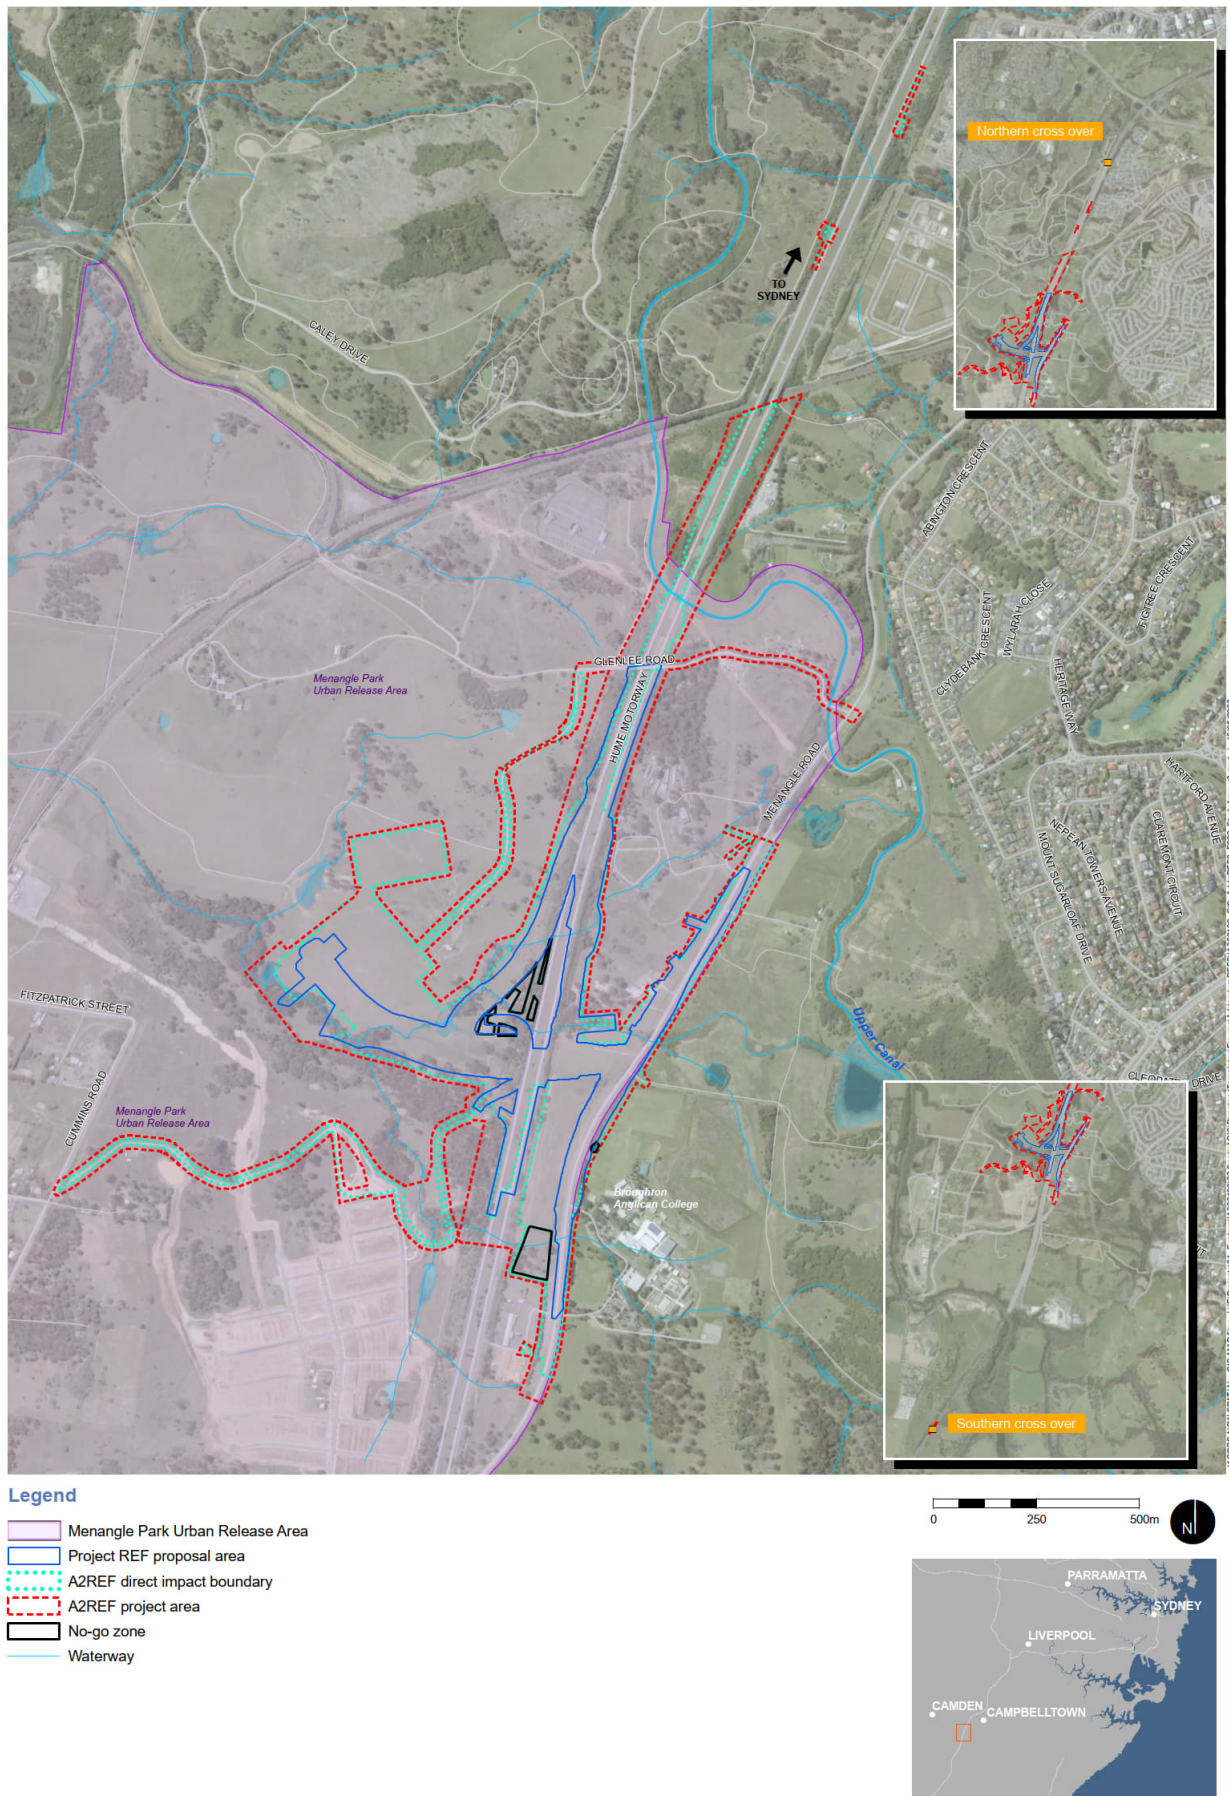 Northern cross over
TO
SYDNEY
CALEY DRIVE
ABINGTON CRESCENT
FIGTREE CRESCENT
WYLARAH CLOSE
CLYDEBANK CRESCENT
HERITAGE WAY
GLENLEE ROAD
Menangle Park
Urban Release Area
HUME MOTORWAY
MENANGLE ROAD
HARTFORD AVENUE
CLAREMONT CIRCUIT
NEPEAN TOWERS AVENUE
MOUNT SUGARLOAF DRIVE
FITZPATRICK STREET
Upper Canal
CUMMINS ROAD
Menangle Park
Urban Release Area
DRIVE
Broughton
Anglican College
Southern cross over
Legend
Menangle Park Urban Release Area
Project REF proposal area
A2REF direct impact boundary
A2REF project area
No-go zone
Waterway
0 250 500m
N
PARRAMATTA
SYDNEY
LIVERPOOL
CAMDEN
CAMPBELLTOWN